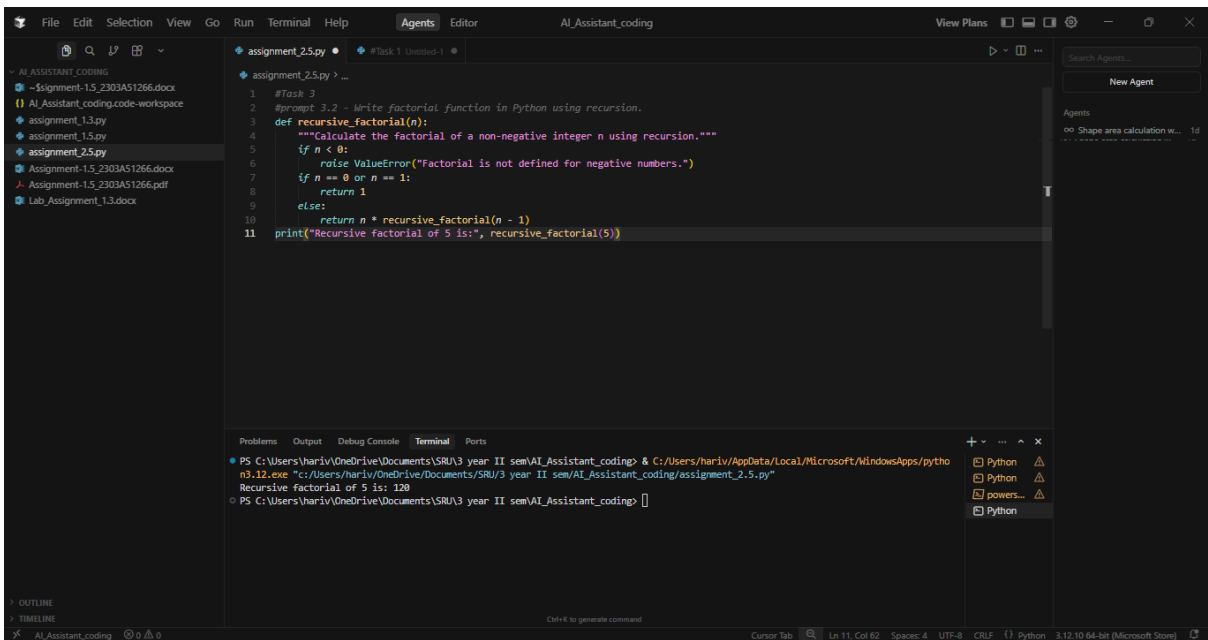 File Edit Selection View Go Run Terminal Help
Agents Editor
AI_Assistant_coding
View Plans
AI_ASSISTANT_CODING
~$signment-1.5_2303A51266.docx
{} AI_Assistant_coding.code-workspace
assignment_1.3.py
assignment_1.5.py
assignment_2.5.py
Assignment-1.5_2303A51266.docx
Assignment-1.5_2303A51266.pdf
Lab_Assignment_1.3.docx
OUTLINE
TIMELINE
assignment_2.5.py
#Task 1 Untitled-1
assignment_2.5.py > ...
1 #Task 3
2 #prompt 3.2 - Write factorial function in Python using recursion.
3 def recursive_factorial(n):
4     """Calculate the factorial of a non-negative integer n using recursion."""
5     if n < 0:
6         raise ValueError("Factorial is not defined for negative numbers.")
7     if n == 0 or n == 1:
8         return 1
9     else:
10         return n * recursive_factorial(n - 1)
11 print("Recursive factorial of 5 is:", recursive_factorial(5))
Problems Output Debug Console Terminal Ports
PS C:\Users\hariv\OneDrive\Documents\SRU\3 year II sem\AI_Assistant_coding> & C:/Users/hariv/AppData/Local/Microsoft/WindowsApps/pytho
n3.12.exe "c:/Users/hariv/OneDrive/Documents/SRU/3 year II sem/AI_Assistant_coding/assignment_2.5.py"
Recursive factorial of 5 is: 120
PS C:\Users\hariv\OneDrive\Documents\SRU\3 year II sem\AI_Assistant_coding>
Ctrl+K to generate command
Python
Python
powers...
Python
Search Agents...
New Agent
Agents
Shape area calculation w... 1d
AI_Assistant_coding 0 0
Cursor Tab Ln 11, Col 62 Spaces: 4 UTF-8 CRLF {} Python 3.12.10 64-bit (Microsoft Store)